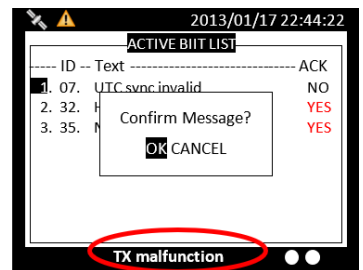 2013/01/17 22:44:22
ACTIVE BIIT LIST
----- ID -- Text ------------------------- ACK
1. 07. UTC sync invalid NO
2. 32. H YES
3. 35. N YES
Confirm Message?
OK CANCEL
TX malfunction